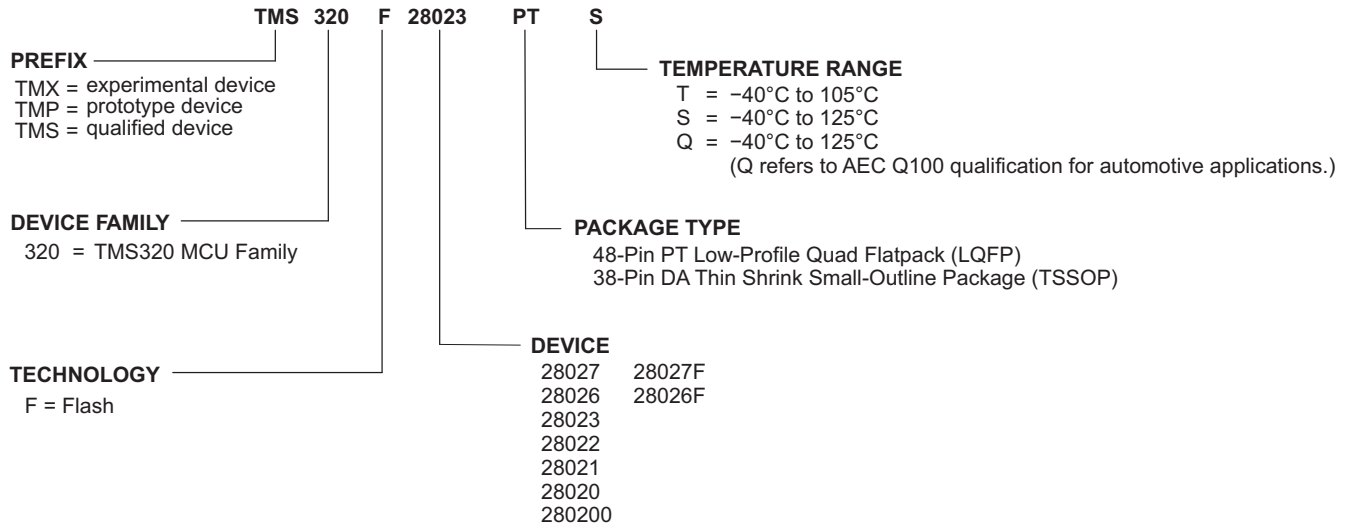 TMS 320 F 28023 PT S
PREFIX
TMX = experimental device
TMP = prototype device
TMS = qualified device
TEMPERATURE RANGE
T = −40°C to 105°C
S = −40°C to 125°C
Q = −40°C to 125°C
(Q refers to AEC Q100 qualification for automotive applications.)
DEVICE FAMILY
320 = TMS320 MCU Family
PACKAGE TYPE
48-Pin PT Low-Profile Quad Flatpack (LQFP)
38-Pin DA Thin Shrink Small-Outline Package (TSSOP)
TECHNOLOGY
F = Flash
DEVICE
28027 28027F
28026 28026F
28023
28022
28021
28020
280200